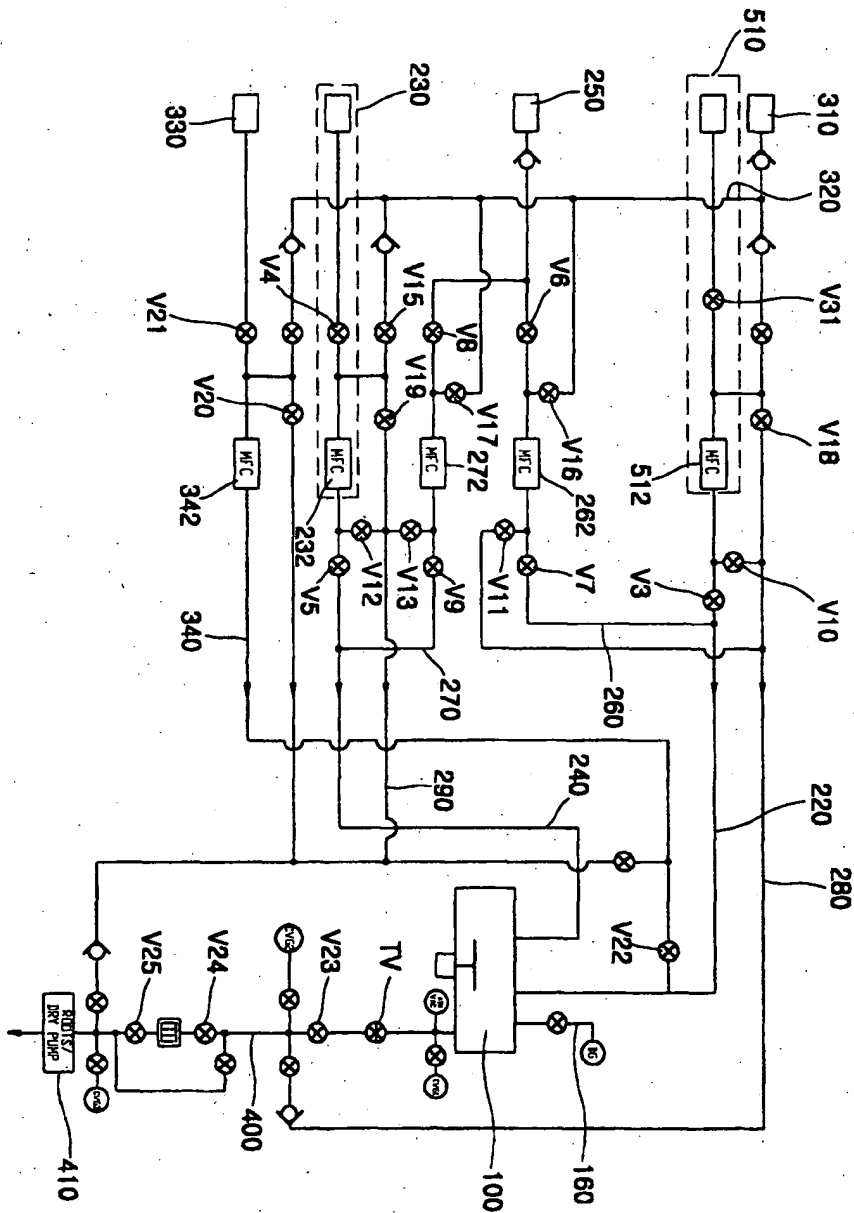 510
310
320
V31
V18
V10
220
280
MFC
512
V3
250
V6
V16
MFC
262
V7
V11
260
V22
160
100
V8
V17
MFC
272
V9
270
240
TV
230
V15
V19
V13
290
V23
400
V4
MFC
232
V12
V5
V24
V25
330
V21
V20
MFC
342
340
ROOTS/
DRY PUMP
410